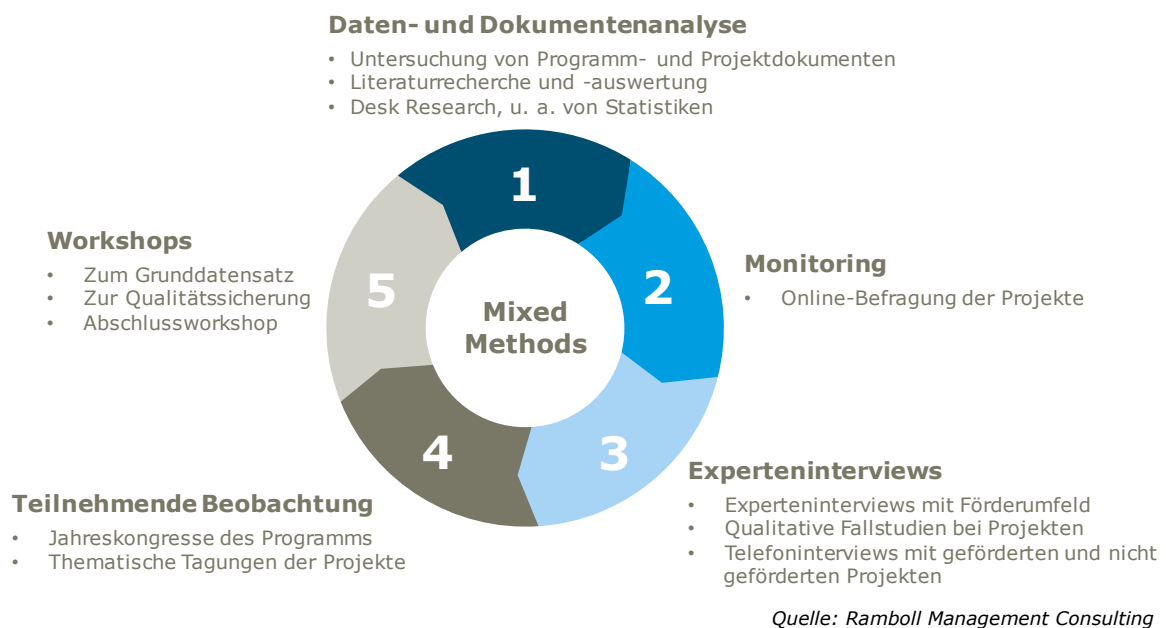 Daten- und Dokumentenanalyse
• Untersuchung von Programm- und Projektdokumenten
• Literaturrecherche und -auswertung
• Desk Research, u. a. von Statistiken
1
2
3
4
5
Mixed
Methods
Monitoring
• Online-Befragung der Projekte
Experteninterviews
• Experteninterviews mit Förderumfeld
• Qualitative Fallstudien bei Projekten
• Telefoninterviews mit geförderten und nicht
geförderten Projekten
Teilnehmende Beobachtung
• Jahreskongresse des Programms
• Thematische Tagungen der Projekte
Workshops
• Zum Grunddatensatz
• Zur Qualitätssicherung
• Abschlussworkshop
Quelle: Ramboll Management Consulting